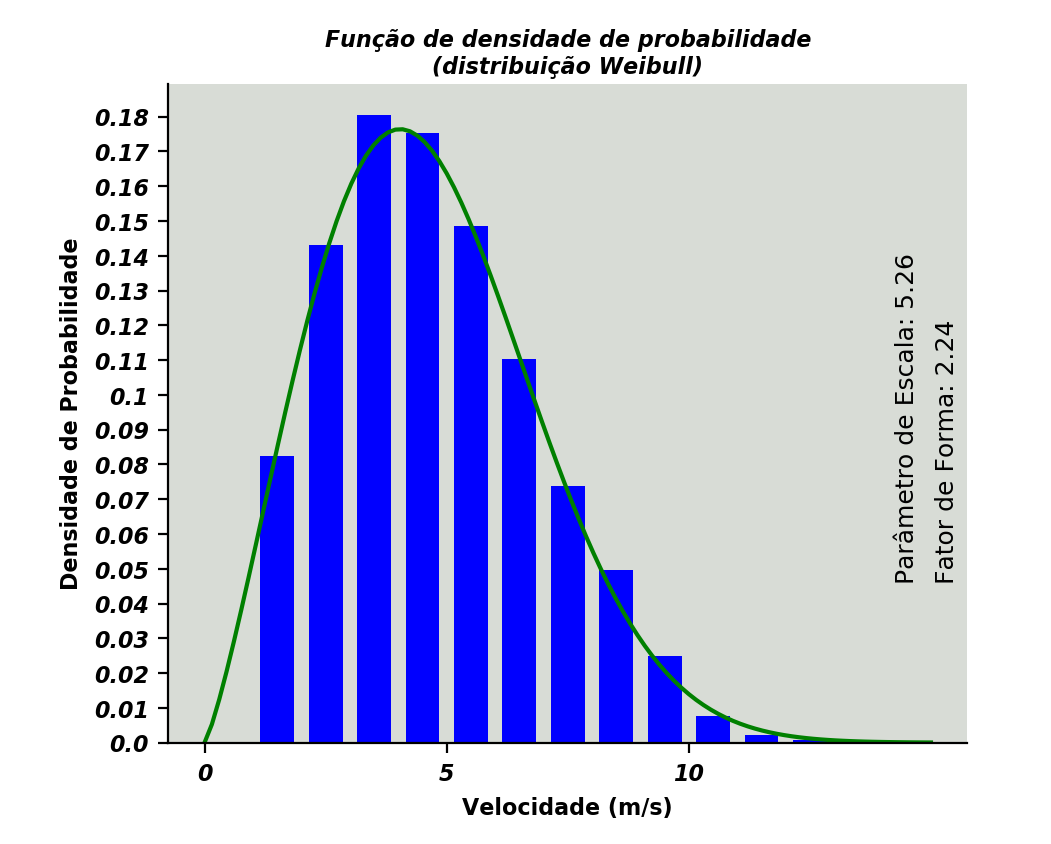 Função de densidade de probabilidade
(distribuição Weibull)
Densidade de Probabilidade
0.18
0.17
0.16
0.15
0.14
0.13
0.12
0.11
0.1
0.09
0.08
0.07
0.06
0.05
0.04
0.03
0.02
0.01
0.0
0 5 10
Velocidade (m/s)
Parâmetro de Escala: 5.26
Fator de Forma: 2.24